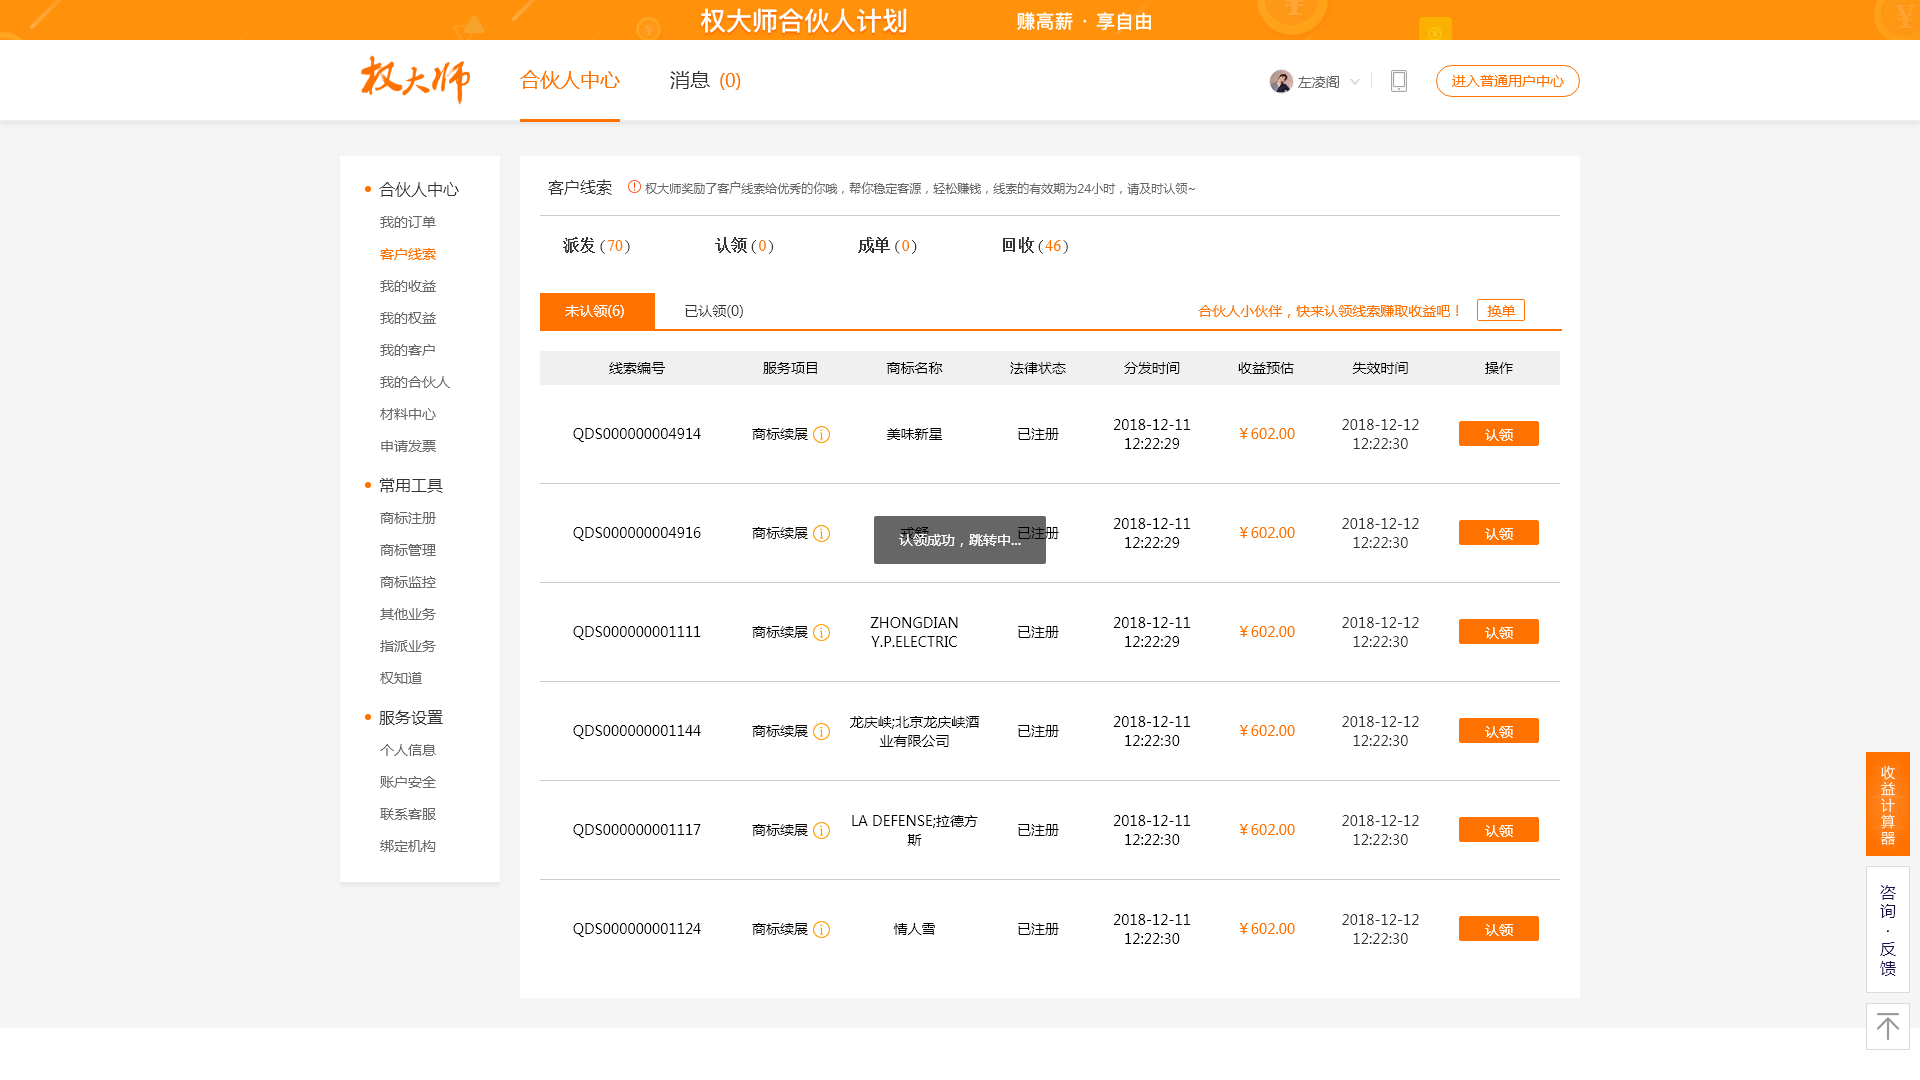 权大师合伙人计划 赚高薪 · 享自由
权大师 合伙人中心 消息 (0) 左凌阁 进入普通用户中心
合伙人中心
我的订单
客户线索
我的收益
我的权益
我的客户
我的合伙人
材料中心
申请发票
常用工具
商标注册
商标管理
商标监控
其他业务
指派业务
权知道
服务设置
个人信息
账户安全
联系客服
绑定机构
客户线索 权大师奖励了客户线索给优秀的你哦，帮你稳定客源，轻松赚钱，线索的有效期为24小时，请及时认领~
派发 (70) 认领 (0) 成单 (0) 回收 (46)
未认领(6) 已认领(0) 合伙人小伙伴，快来认领线索赚取收益吧！ 换单
线索编号 服务项目 商标名称 法律状态 分发时间 收益预估 失效时间 操作
QDS000000004914 商标续展 美味新星 已注册 2018-12-11 12:22:29 ¥602.00 2018-12-12 12:22:30 认领
QDS000000004916 商标续展 已注册 2018-12-11 12:22:29 ¥602.00 2018-12-12 12:22:30 认领
认领成功，跳转中...
QDS000000001111 商标续展 ZHONGDIAN Y.P.ELECTRIC 已注册 2018-12-11 12:22:29 ¥602.00 2018-12-12 12:22:30 认领
QDS000000001144 商标续展 龙庆峡;北京龙庆峡酒业有限公司 已注册 2018-12-11 12:22:30 ¥602.00 2018-12-12 12:22:30 认领
QDS000000001117 商标续展 LA DEFENSE;拉德方斯 已注册 2018-12-11 12:22:30 ¥602.00 2018-12-12 12:22:30 认领
QDS000000001124 商标续展 情人雪 已注册 2018-12-11 12:22:30 ¥602.00 2018-12-12 12:22:30 认领
收益计算器
咨询·反馈